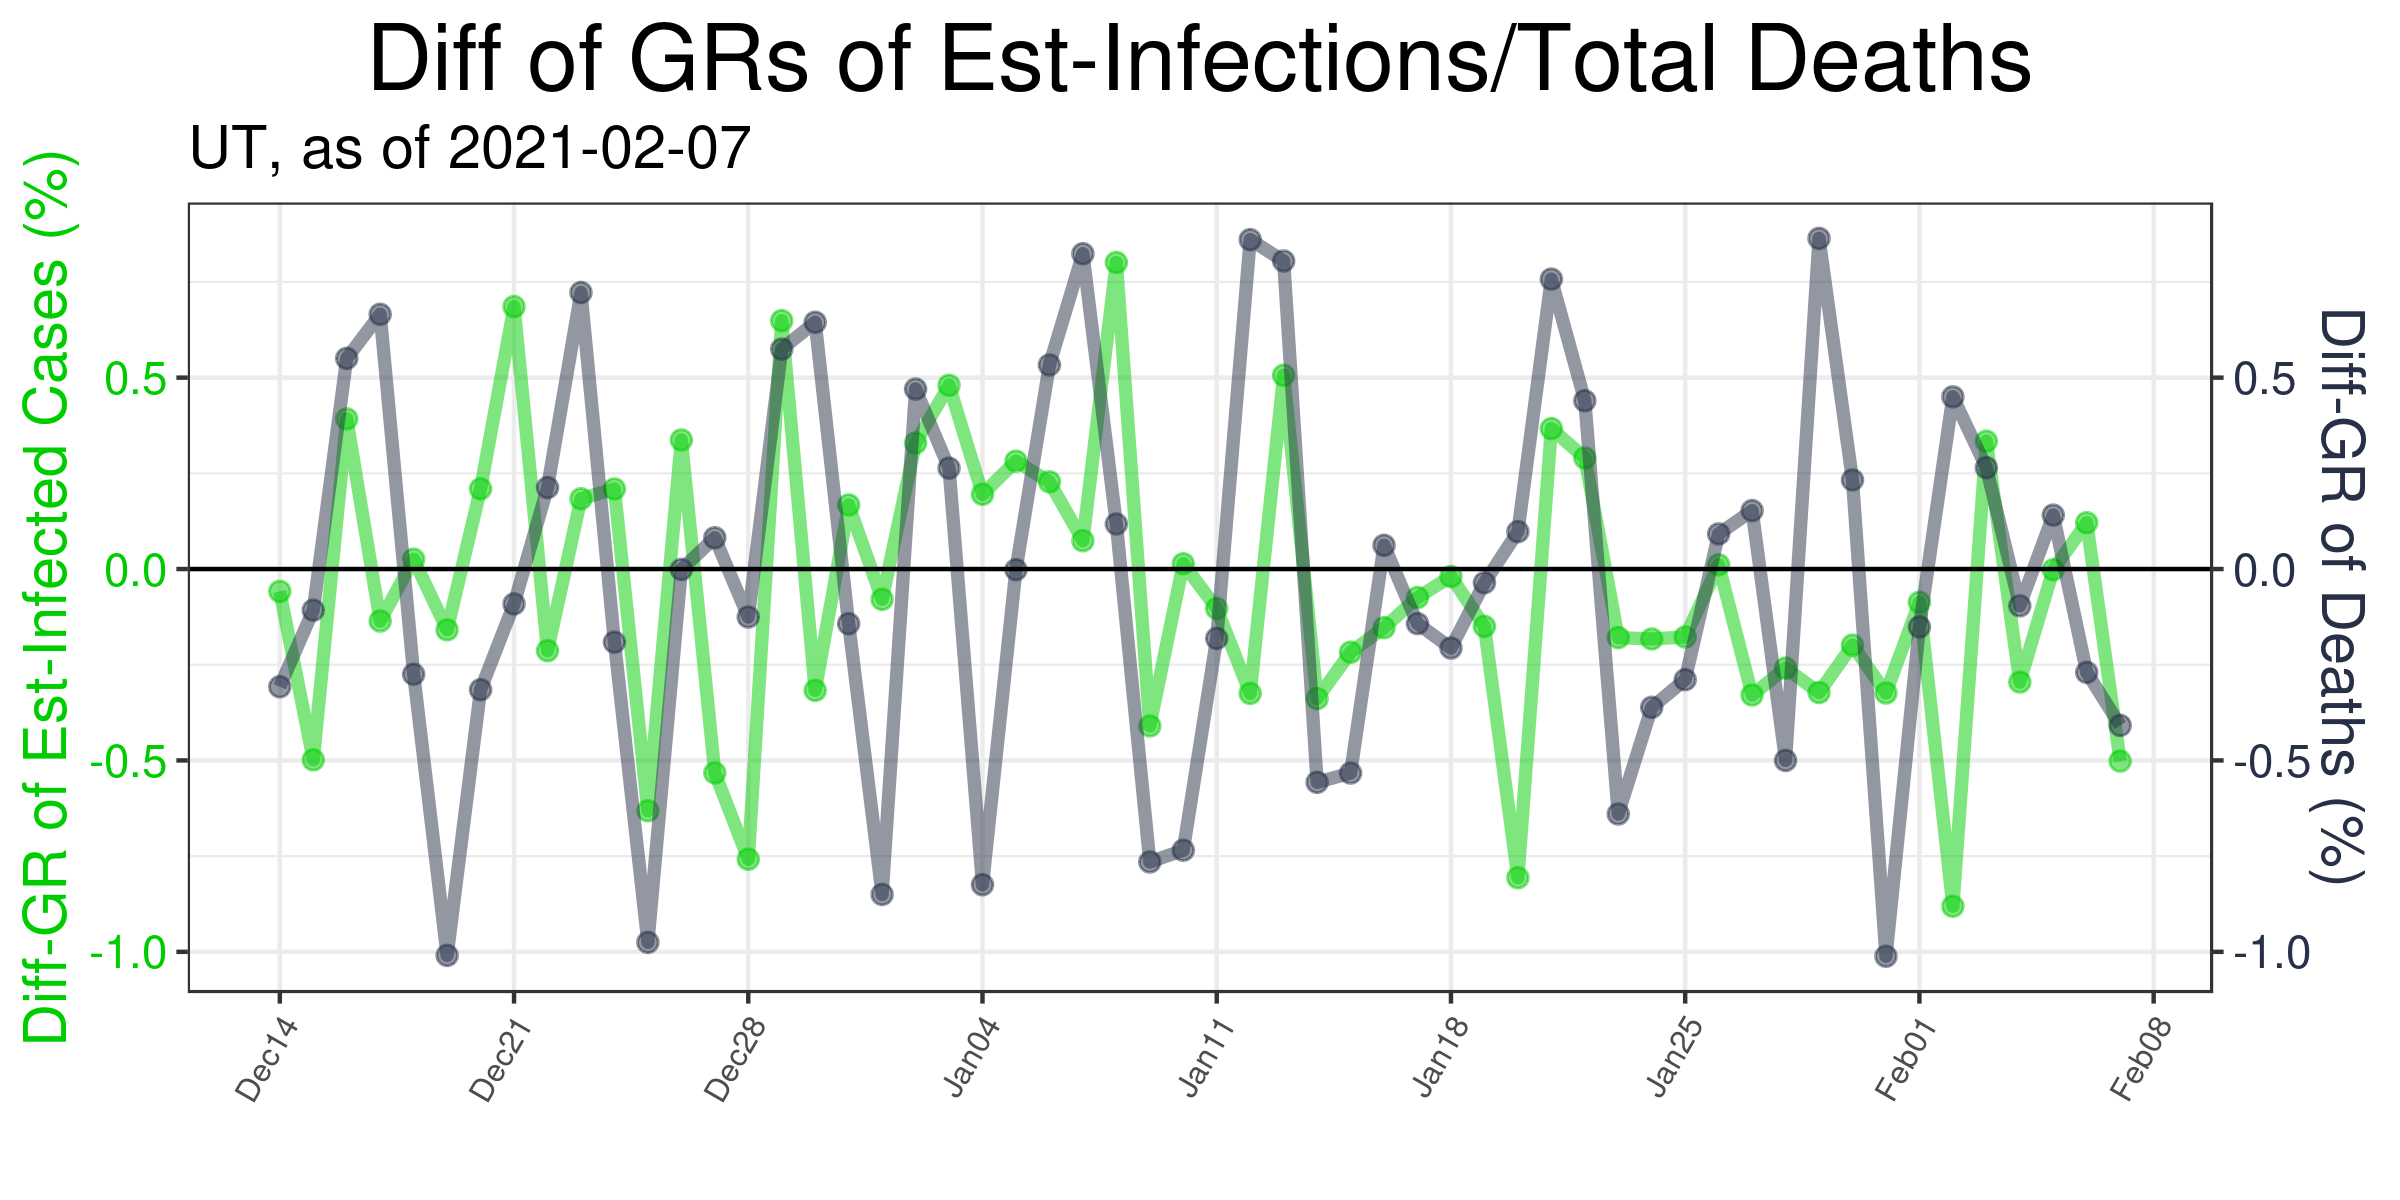 Diff of GRs of Est-Infections/Total Deaths
UT, as of 2021-02-07
Diff-GR of Est-Infected Cases (%)
0.5
0.0
-0.5
-1.0
0.5
0.0
-0.5
-1.0
Diff-GR of Deaths (%)
Dec14
Dec21
Dec28
Jan04
Jan11
Jan18
Jan25
Feb01
Feb08